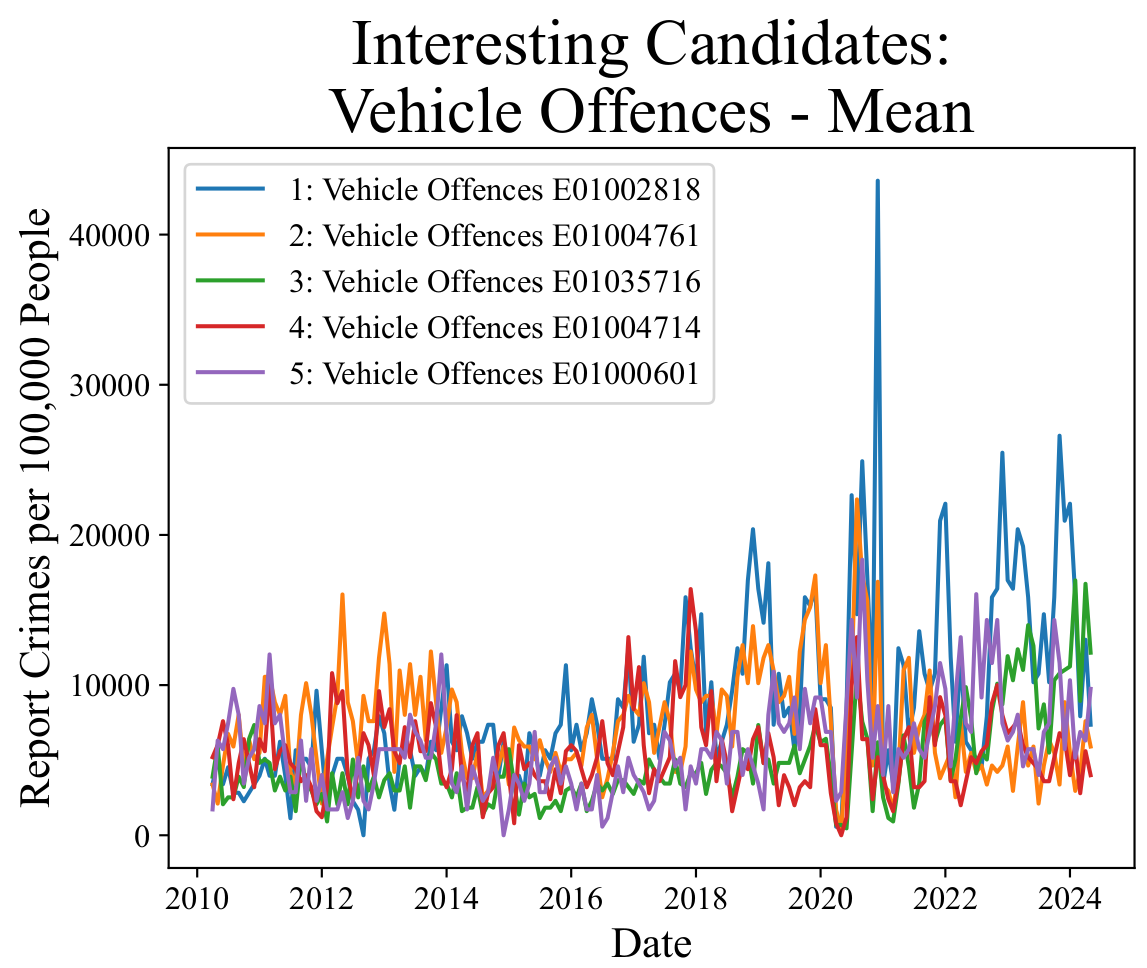 Interesting Candidates:
Vehicle Offences - Mean
Report Crimes per 100,000 People
40000
30000
20000
10000
0
1: Vehicle Offences E01002818
2: Vehicle Offences E01004761
3: Vehicle Offences E01035716
4: Vehicle Offences E01004714
5: Vehicle Offences E01000601
2010 2012 2014 2016 2018 2020 2022 2024
Date